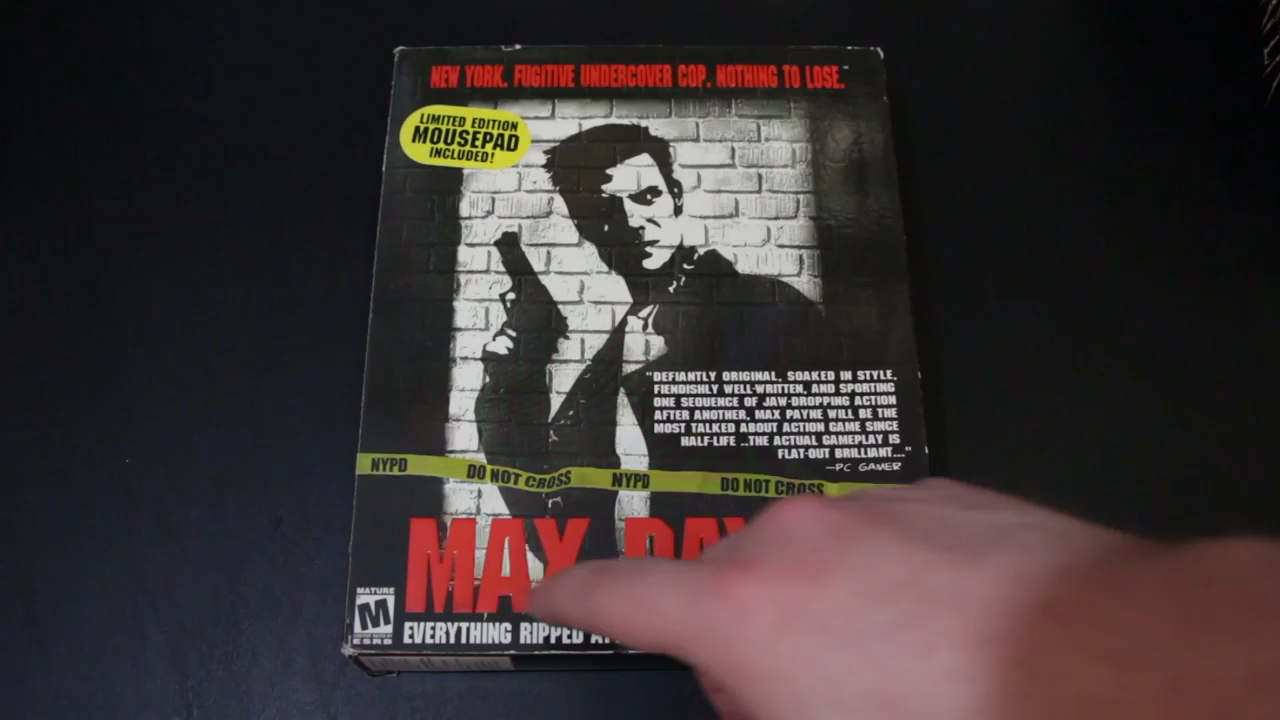 NEW YORK. FUGITIVE UNDERCOVER COP. NOTHING TO LOSE.™
LIMITED EDITION
MOUSEPAD
INCLUDED!
"DEFIANTLY ORIGINAL, SOAKED IN STYLE,
FIENDISHLY WELL-WRITTEN, AND SPORTING
ONE SEQUENCE OF JAW-DROPPING ACTION
AFTER ANOTHER, MAX PAYNE WILL BE THE
MOST TALKED ABOUT ACTION GAME SINCE
HALF-LIFE ..THE ACTUAL GAMEPLAY IS
FLAT-OUT BRILLIANT..."
—PC GAMER
NYPD DO NOT CROSS NYPD DO NOT CROSS
MAX PAY
MATURE
M
ESRB
EVERYTHING RIPPED